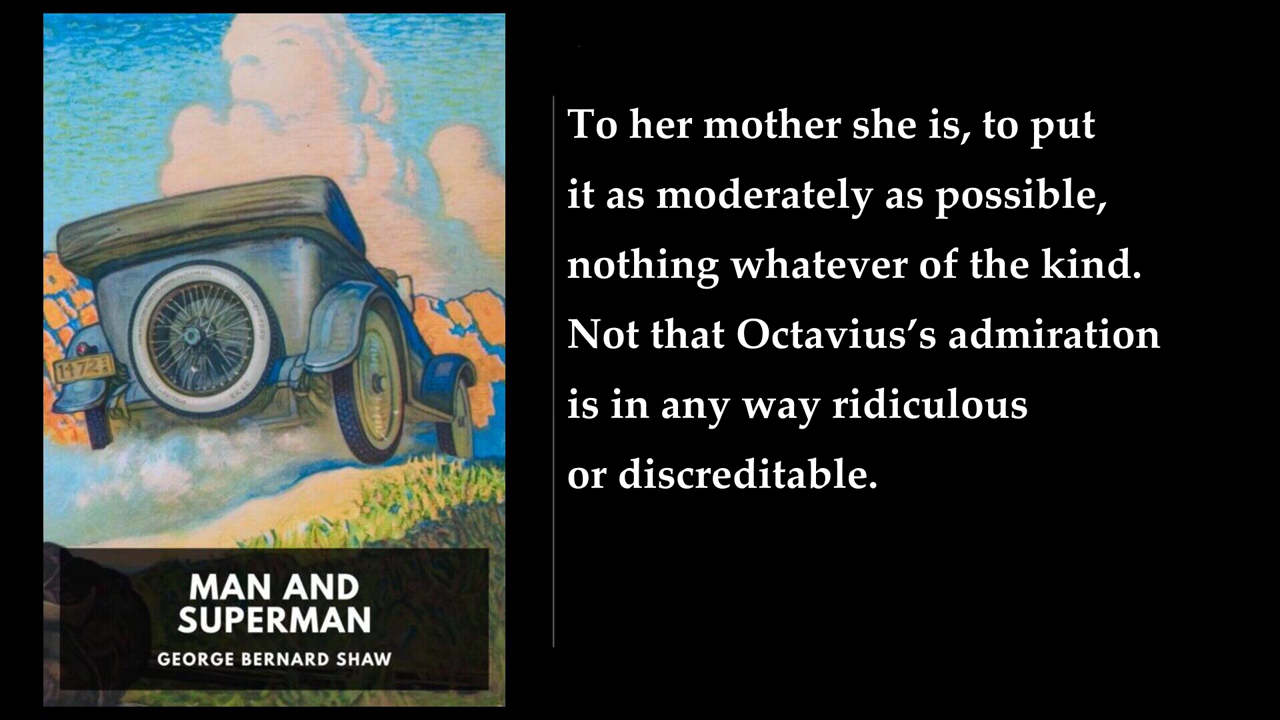 To her mother she is, to put
it as moderately as possible,
nothing whatever of the kind.
Not that Octavius’s admiration
is in any way ridiculous
or discreditable.
1472
MAN AND
SUPERMAN
GEORGE BERNARD SHAW